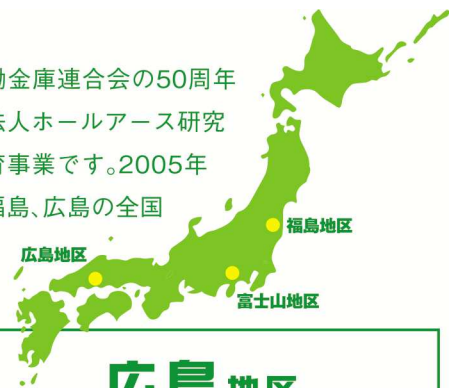 金庫連合会の50周年
法人ホールアース研究
育事業です。2005年
福島、広島の全国
福島地区
広島地区
富士山地区
広島地区